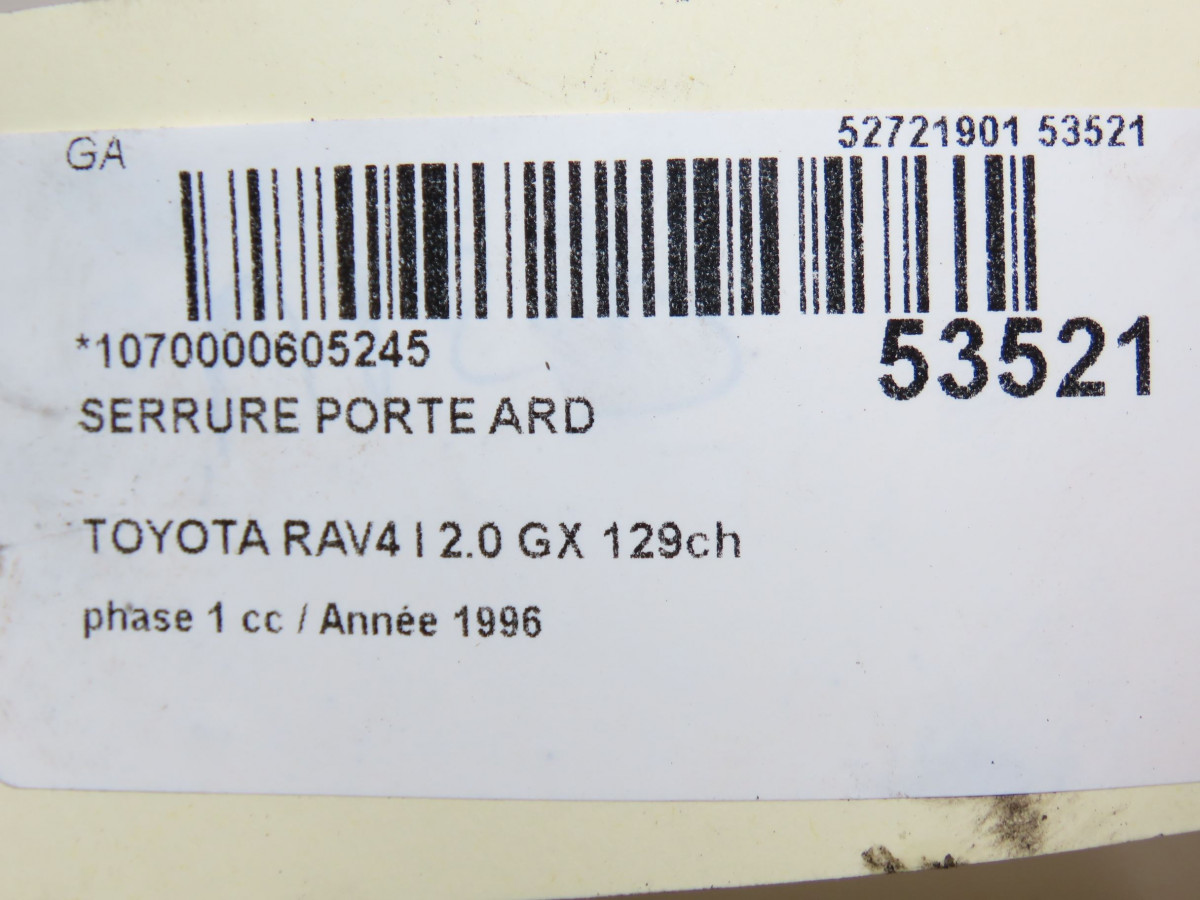 GA
52721901 53521
*1070000605245
53521
SERRURE PORTE ARD
TOYOTA RAV4 I 2.0 GX 129ch
phase 1 cc / Année 1996